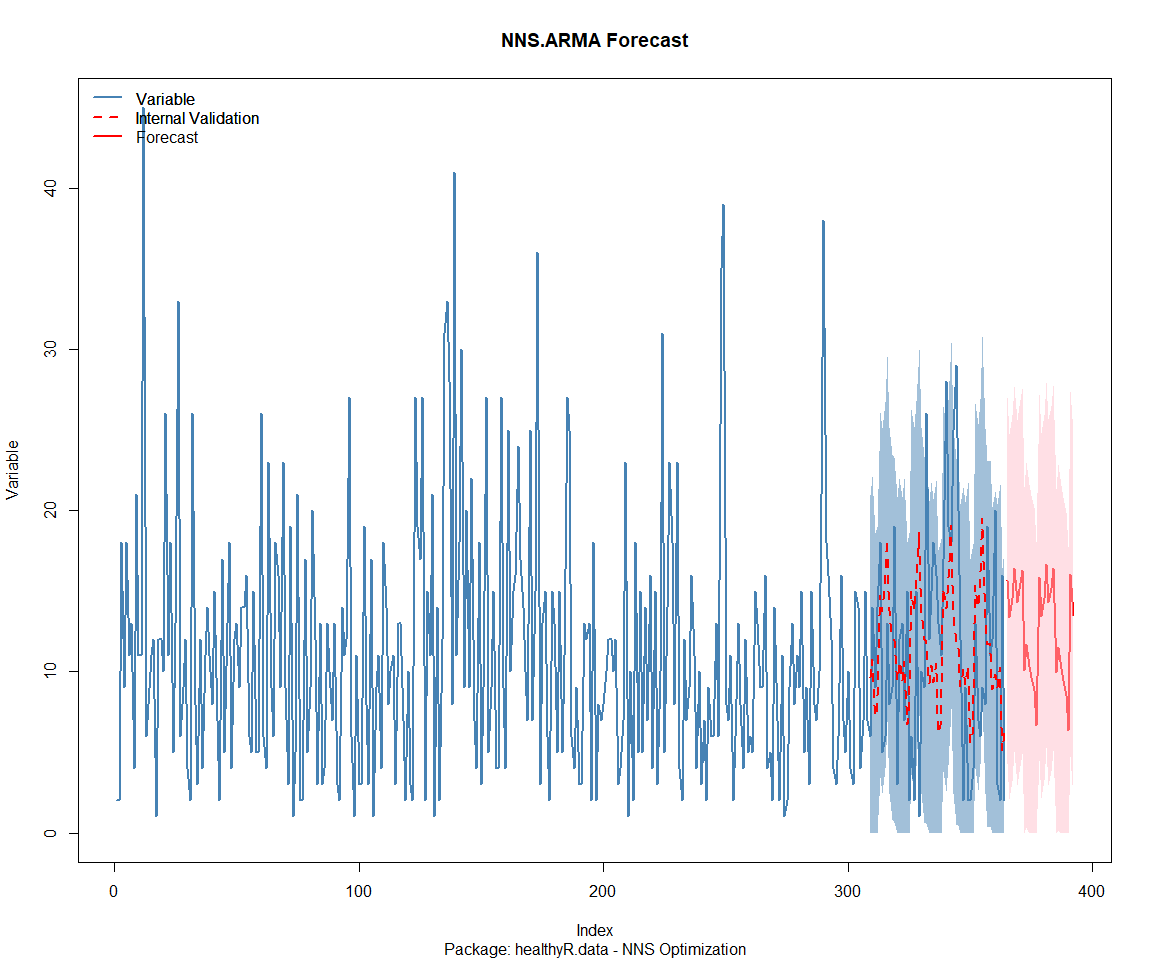 NNS.ARMA Forecast
Variable
Internal Validation
Forecast
Variable
40
30
20
10
0
0 100 200 300 400
Index
Package: healthyR.data - NNS Optimization